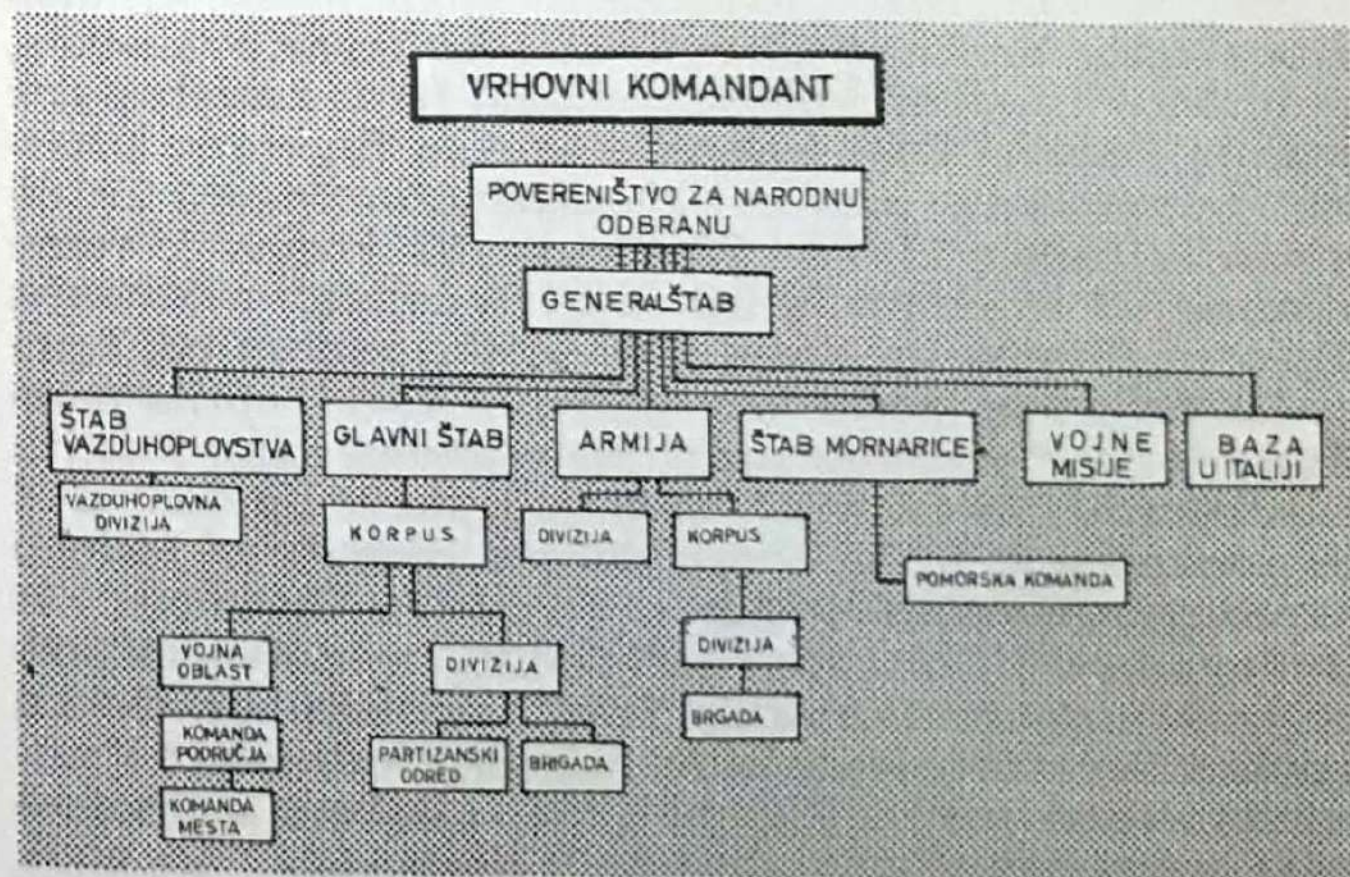 VRHOVNI KOMANDANT
POVERENIŠTVO ZA NARODNU
ODBRANU
GENERALŠTAB
ŠTAB
VAZDUHOPLOVSTVA
GLAVNI ŠTAB
ARMIJA
ŠTAB MORNARICE
VOJNE
MISIJE
BAZA
U ITALIJI
VAZDUHOPLOVNA
DIVIZIJA
KORPUS
DIVIZIJA
KORPUS
POMORSKA KOMANDA
VOJNA
OBLAST
DIVIZIJA
DIVIZIJA
KOMANDA
PODRUČJA
PARTIZANSKI
ODRED
BRIGADA
BRGADA
KOMANDA
MESTA